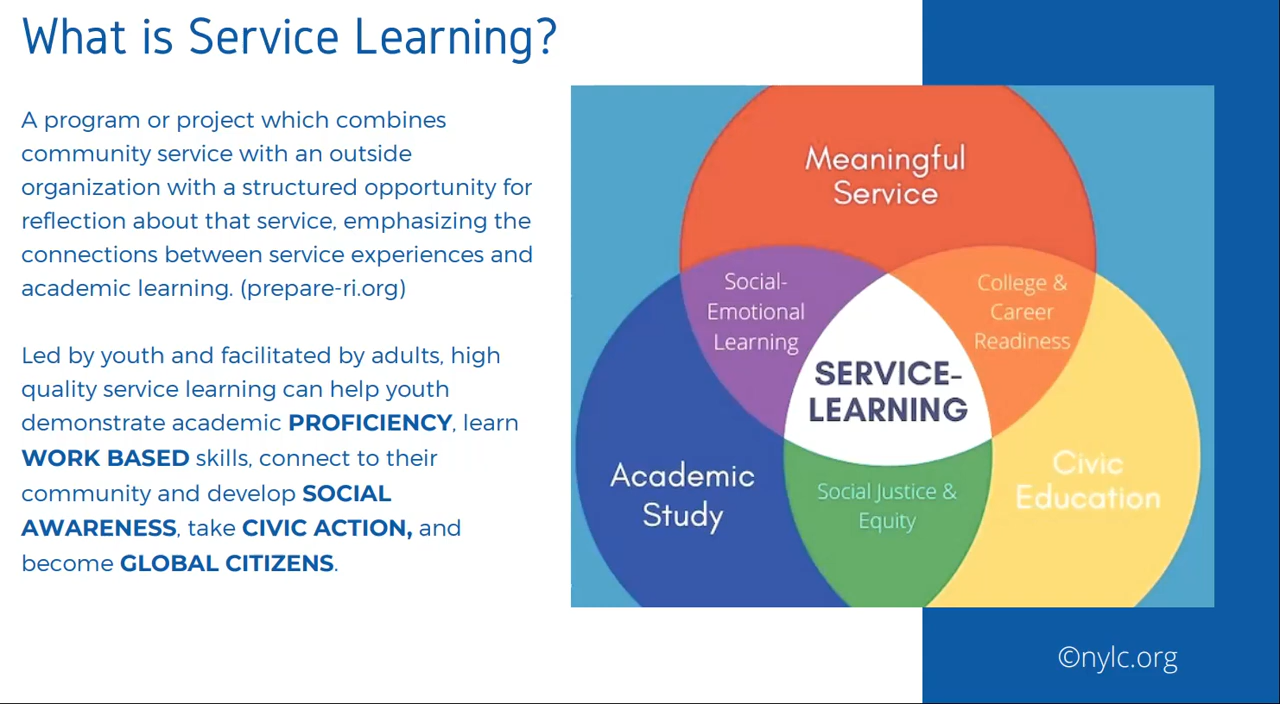 What is Service Learning?
A program or project which combines
community service with an outside
organization with a structured opportunity for
reflection about that service, emphasizing the
connections between service experiences and
academic learning. (prepare-ri.org)
Led by youth and facilitated by adults, high
quality service learning can help youth
demonstrate academic PROFICIENCY, learn
WORK BASED skills, connect to their
community and develop SOCIAL
AWARENESS, take CIVIC ACTION, and
become GLOBAL CITIZENS.
Meaningful
Service
Social-
Emotional
Learning
College &
Career
Readiness
SERVICE-
LEARNING
Academic
Study
Social Justice &
Equity
Civic
Education
©nylc.org